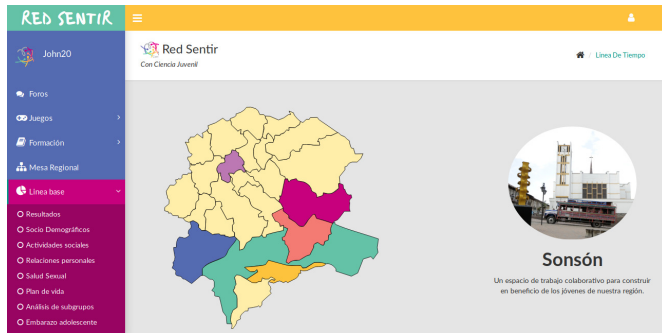 RED SENTIR
John20
Foros
Juegos
Formación
Mesa Regional
Linea base
Resultados
Socio Demográficos
Actividades sociales
Relaciones personales
Salud Sexual
Plan de vida
Análisis de subgrupos
Embarazo adolescente
Red Sentir
Con Ciencia Juvenil
/ Linea De Tiempo
Sonsón
Un espacio de trabajo colaborativo para construir
en beneficio de los jóvenes de nuestra región.